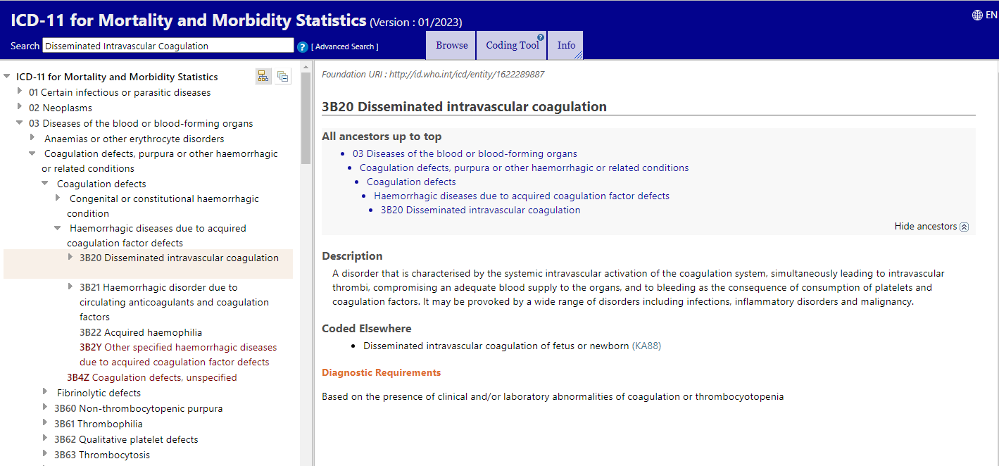 ICD-11 for Mortality and Morbidity Statistics (Version : 01/2023)
EN
Search Disseminated Intravascular Coagulation ? [ Advanced Search ]
Browse
Coding Tool ?
Info
ICD-11 for Mortality and Morbidity Statistics
01 Certain infectious or parasitic diseases
02 Neoplasms
03 Diseases of the blood or blood-forming organs
Anaemias or other erythrocyte disorders
Coagulation defects, purpura or other haemorrhagic
or related conditions
Coagulation defects
Congenital or constitutional haemorrhagic
condition
Haemorrhagic diseases due to acquired
coagulation factor defects
3B20 Disseminated intravascular coagulation
3B21 Haemorrhagic disorder due to
circulating anticoagulants and coagulation
factors
3B22 Acquired haemophilia
3B2Y Other specified haemorrhagic diseases
due to acquired coagulation factor defects
3B4Z Coagulation defects, unspecified
Fibrinolytic defects
3B60 Non-thrombocytopenic purpura
3B61 Thrombophilia
3B62 Qualitative platelet defects
3B63 Thrombocytosis
Foundation URI : http://id.who.int/icd/entity/1622289887
3B20 Disseminated intravascular coagulation
All ancestors up to top
• 03 Diseases of the blood or blood-forming organs
• Coagulation defects, purpura or other haemorrhagic or related conditions
• Coagulation defects
• Haemorrhagic diseases due to acquired coagulation factor defects
• 3B20 Disseminated intravascular coagulation
Hide ancestors
Description
A disorder that is characterised by the systemic intravascular activation of the coagulation system, simultaneously leading to intravascular
thrombi, compromising an adequate blood supply to the organs, and to bleeding as the consequence of consumption of platelets and
coagulation factors. It may be provoked by a wide range of disorders including infections, inflammatory disorders and malignancy.
Coded Elsewhere
• Disseminated intravascular coagulation of fetus or newborn (KA88)
Diagnostic Requirements
Based on the presence of clinical and/or laboratory abnormalities of coagulation or thrombocyotopenia